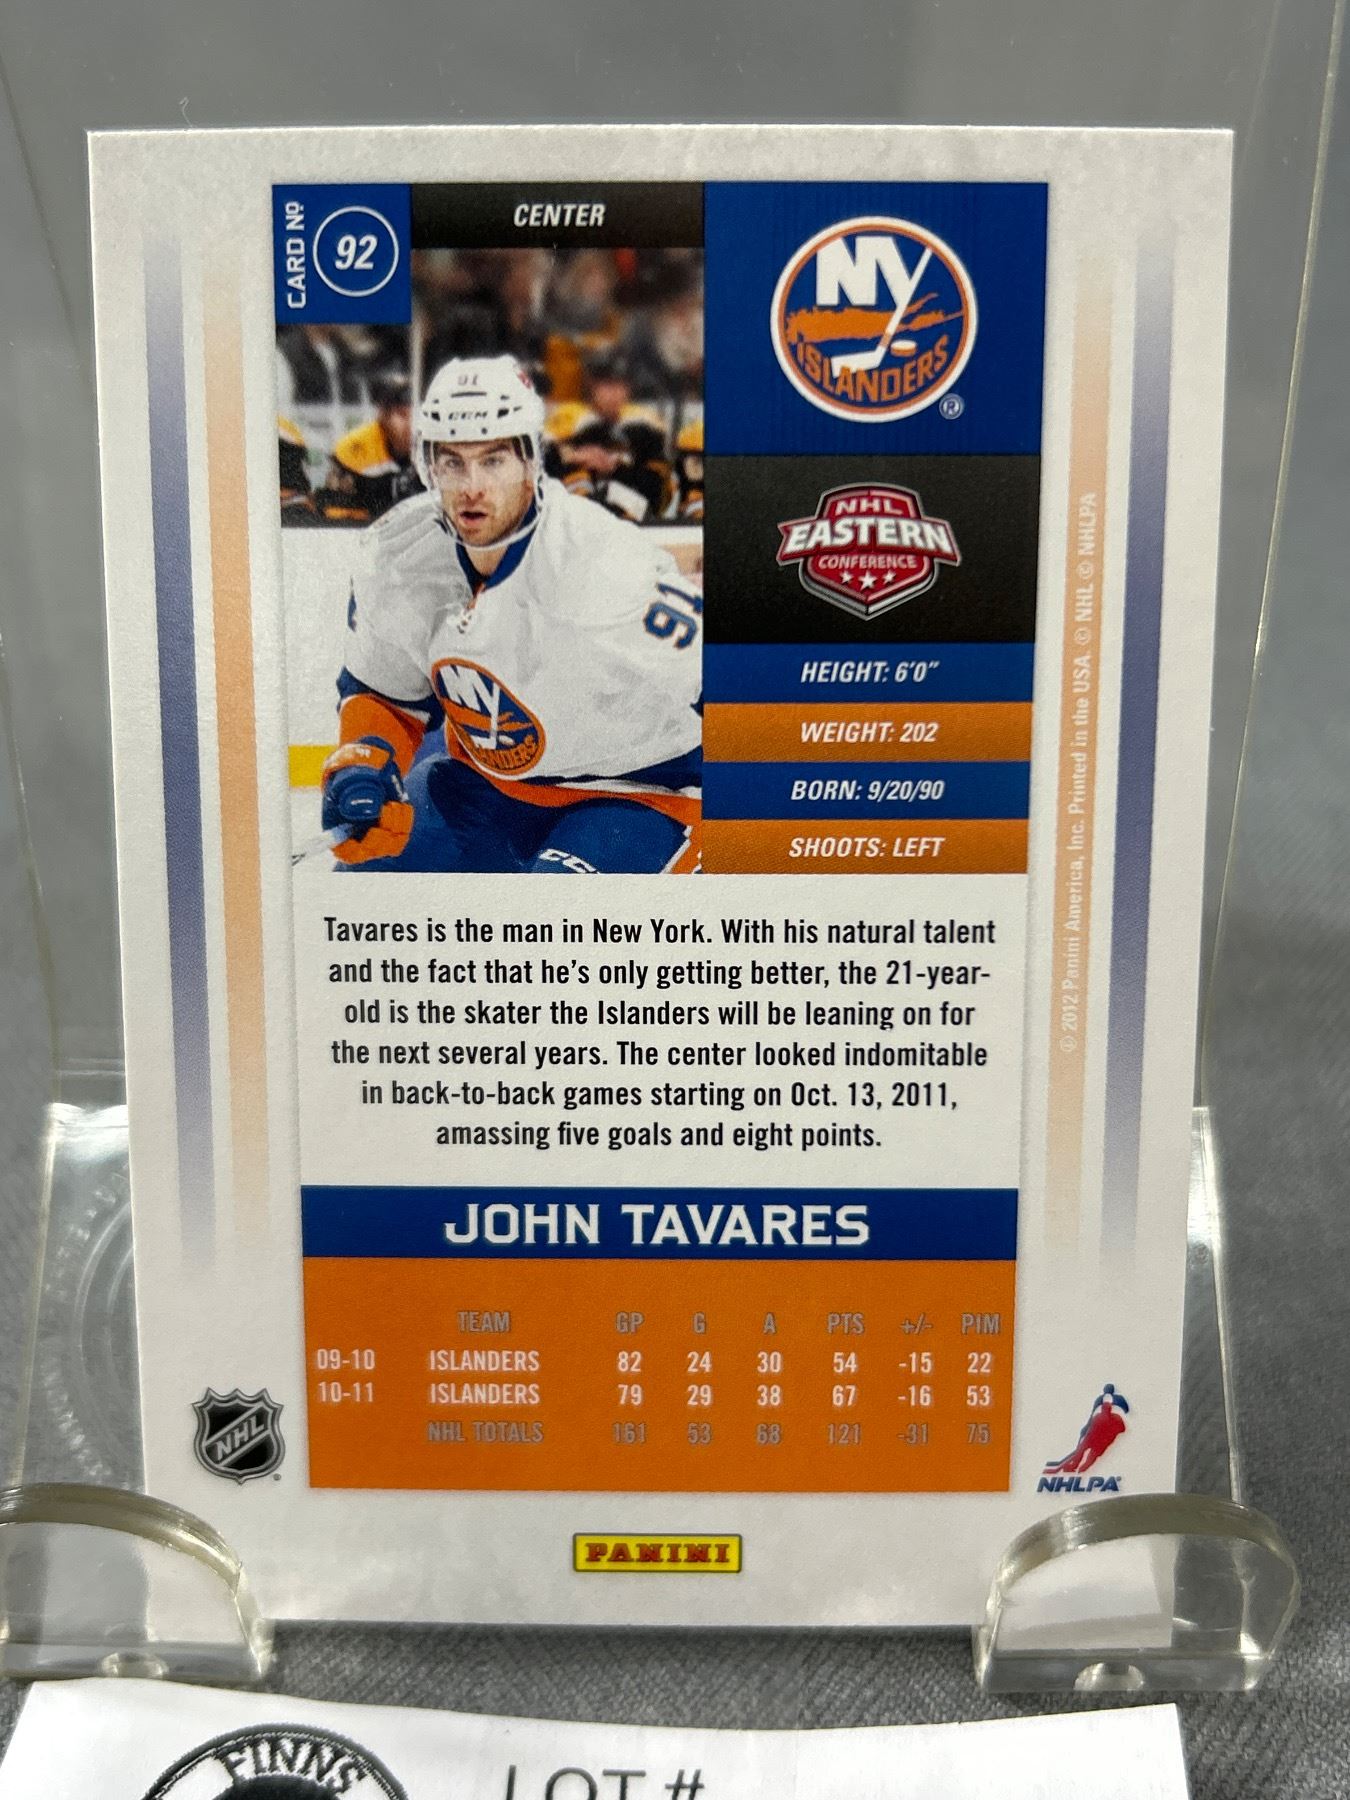 CARD Nº
92
CENTER
NY
ISLANDERS
®
NHL
EASTERN
CONFERENCE
91
CCM
91
NY
ISLANDERS
HEIGHT: 6'0"
WEIGHT: 202
BORN: 9/20/90
SHOOTS: LEFT
© 2012 Panini America, Inc. Printed in the USA. © NHL © NHLPA
Tavares is the man in New York. With his natural talent
and the fact that he's only getting better, the 21-year-
old is the skater the Islanders will be leaning on for
the next several years. The center looked indomitable
in back-to-back games starting on Oct. 13, 2011,
amassing five goals and eight points.
JOHN TAVARES
TEAM GP G A PTS +/- PIM
09-10 ISLANDERS 82 24 30 54 -15 22
10-11 ISLANDERS 79 29 38 67 -16 53
NHL TOTALS 161 53 68 121 -31 75
NHL
NHLPA
PANINI
FINNS
LOT #